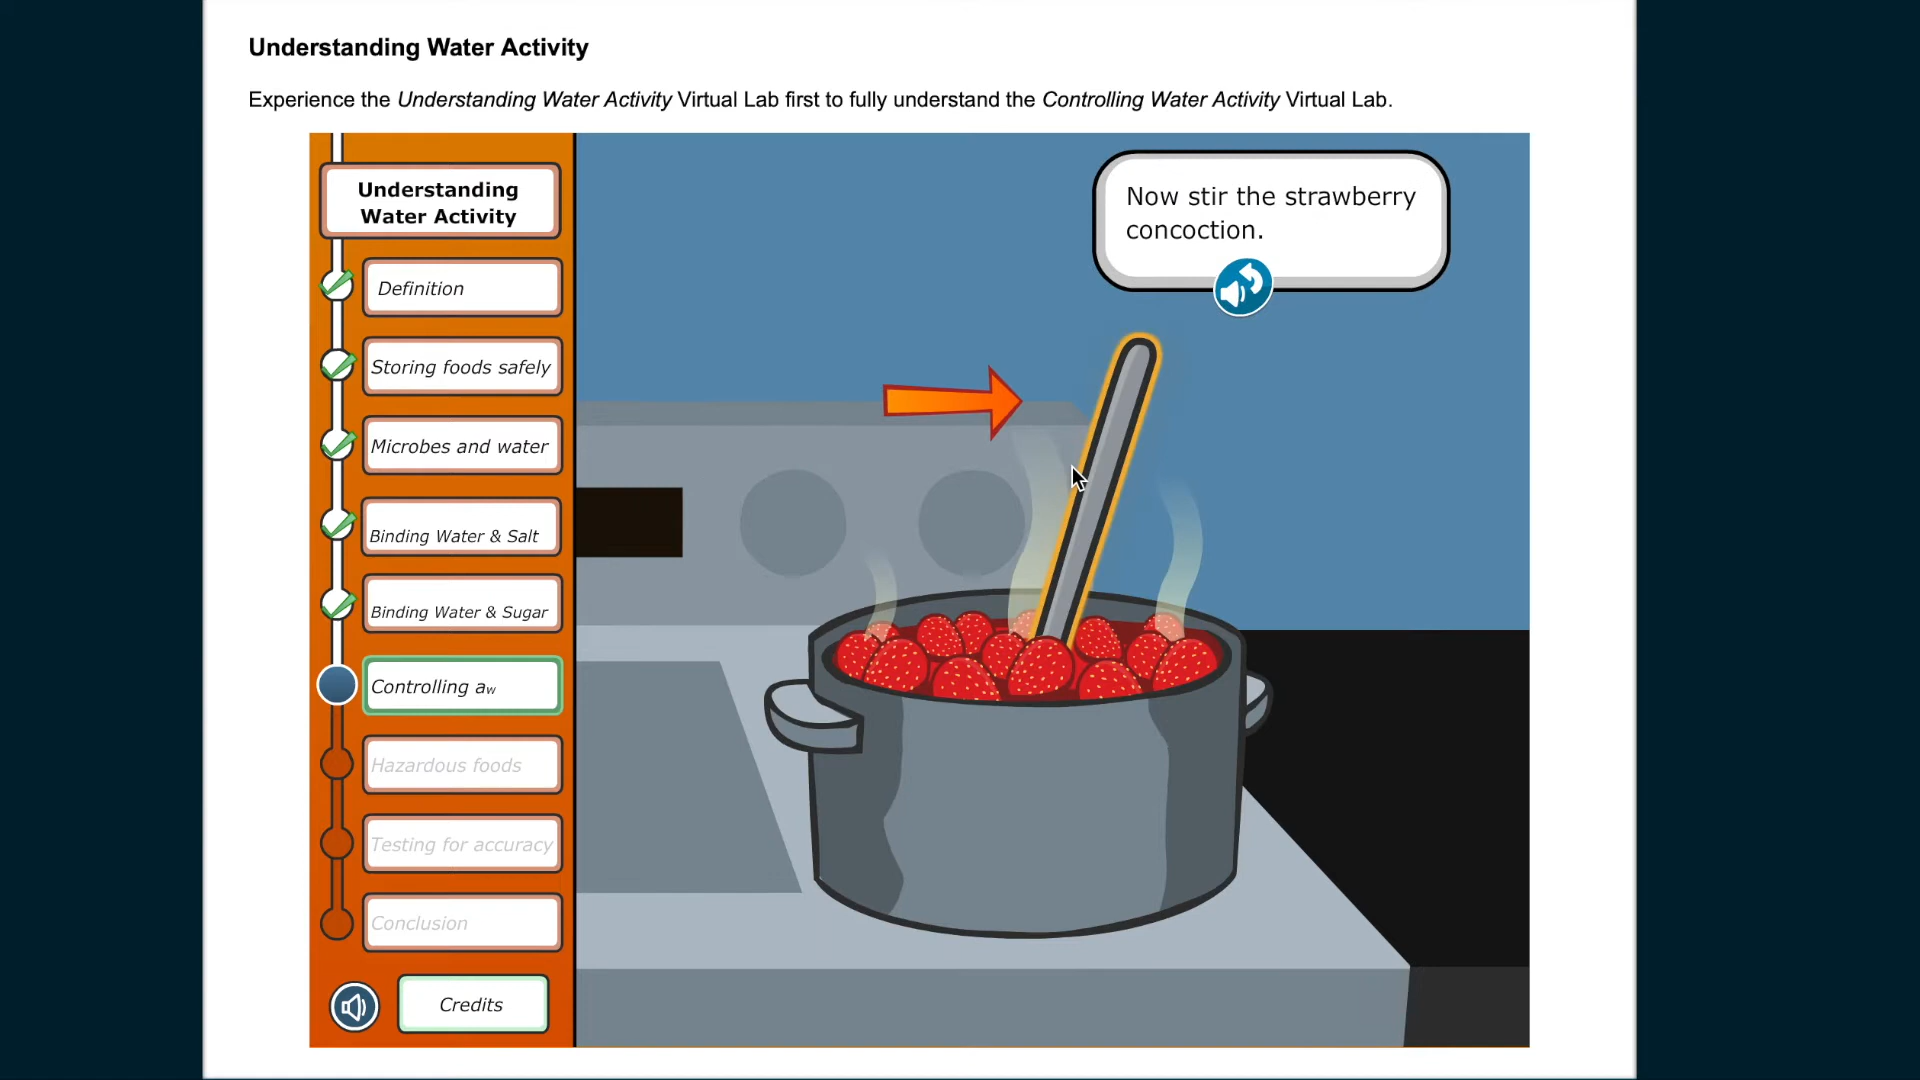 Understanding Water Activity
Experience the Understanding Water Activity Virtual Lab first to fully understand the Controlling Water Activity Virtual Lab.
Understanding
Water Activity
Definition
Storing foods safely
Microbes and water
Binding Water & Salt
Binding Water & Sugar
Controlling aw
Hazardous foods
Testing for accuracy
Conclusion
Credits
Now stir the strawberry
concoction.